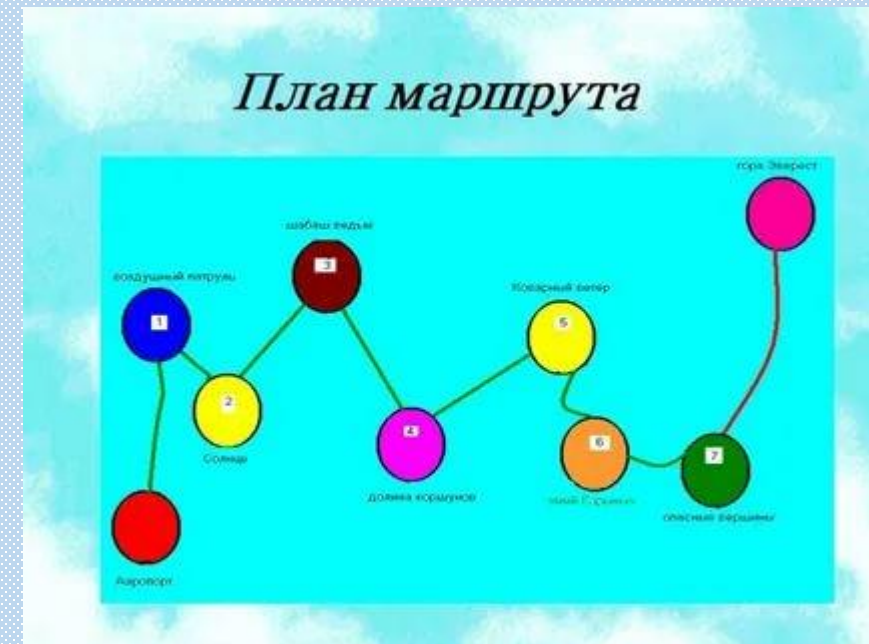 План маршрута
гора Эверест
шабаш ведьм
воздушный патруль
Коварный ветер
3
1
5
2
4
6
7
Солнце
долина коршунов
опасные вершины
Аэропорт